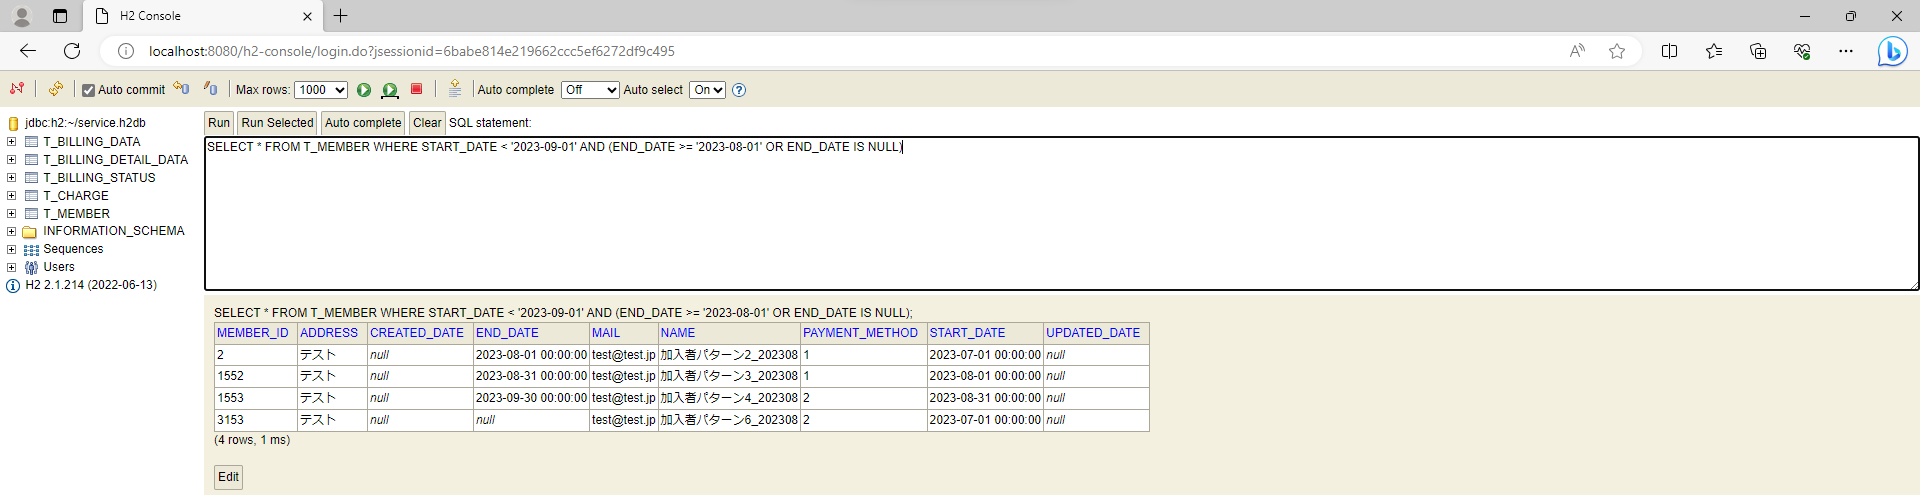 H2 Console
localhost:8080/h2-console/login.do?jsessionid=6babe814e219662ccc5ef6272df9c495
Auto commit Max rows: 1000 Auto complete Off Auto select On
jdbc:h2:~/service.h2db
T_BILLING_DATA
T_BILLING_DETAIL_DATA
T_BILLING_STATUS
T_CHARGE
T_MEMBER
INFORMATION_SCHEMA
Sequences
Users
H2 2.1.214 (2022-06-13)
Run Run Selected Auto complete Clear SQL statement:
SELECT * FROM T_MEMBER WHERE START_DATE < '2023-09-01' AND (END_DATE >= '2023-08-01' OR END_DATE IS NULL)
SELECT * FROM T_MEMBER WHERE START_DATE < '2023-09-01' AND (END_DATE >= '2023-08-01' OR END_DATE IS NULL);
MEMBER_ID ADDRESS CREATED_DATE END_DATE MAIL NAME PAYMENT_METHOD START_DATE UPDATED_DATE
2 テスト null 2023-08-01 00:00:00 test@test.jp 加入者パターン2_202308 1 2023-07-01 00:00:00 null
1552 テスト null 2023-08-31 00:00:00 test@test.jp 加入者パターン3_202308 1 2023-08-01 00:00:00 null
1553 テスト null 2023-09-30 00:00:00 test@test.jp 加入者パターン4_202308 2 2023-08-31 00:00:00 null
3153 テスト null null test@test.jp 加入者パターン6_202308 2 2023-07-01 00:00:00 null
(4 rows, 1 ms)
Edit